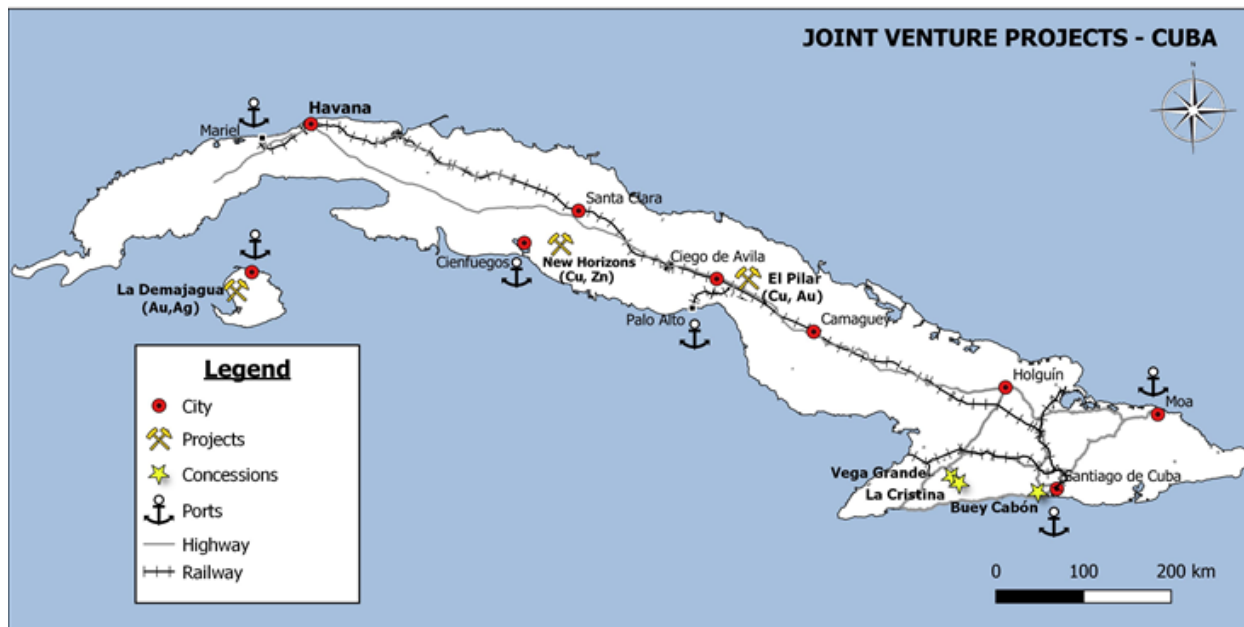 JOINT VENTURE PROJECTS - CUBA
N
Havana
Mariel
Santa Clara
Cienfuegos
New Horizons
(Cu, Zn)
Ciego de Avila
El Pilar
(Cu, Au)
La Demajagua
(Au,Ag)
Palo Alto
Camaguey
Holguín
Moa
Vega Grande
La Cristina
Buey Cabón
Santiago de Cuba
Legend
City
Projects
Concessions
Ports
Highway
Railway
0 100 200 km